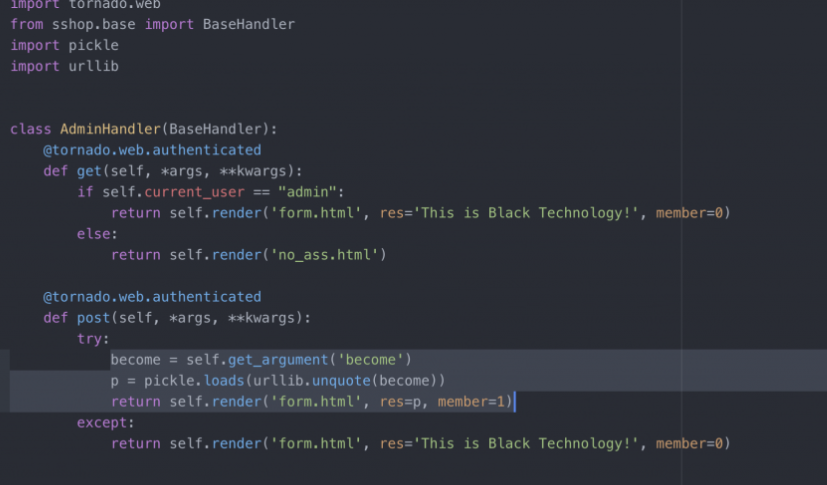 import tornado.web
from sshop.base import BaseHandler
import pickle
import urllib
class AdminHandler(BaseHandler):
@tornado.web.authenticated
def get(self, *args, **kwargs):
if self.current_user == "admin":
return self.render('form.html', res='This is Black Technology!', member=0)
else:
return self.render('no_ass.html')
@tornado.web.authenticated
def post(self, *args, **kwargs):
try:
become = self.get_argument('become')
p = pickle.loads(urllib.unquote(become))
return self.render('form.html', res=p, member=1)
except:
return self.render('form.html', res='This is Black Technology!', member=0)